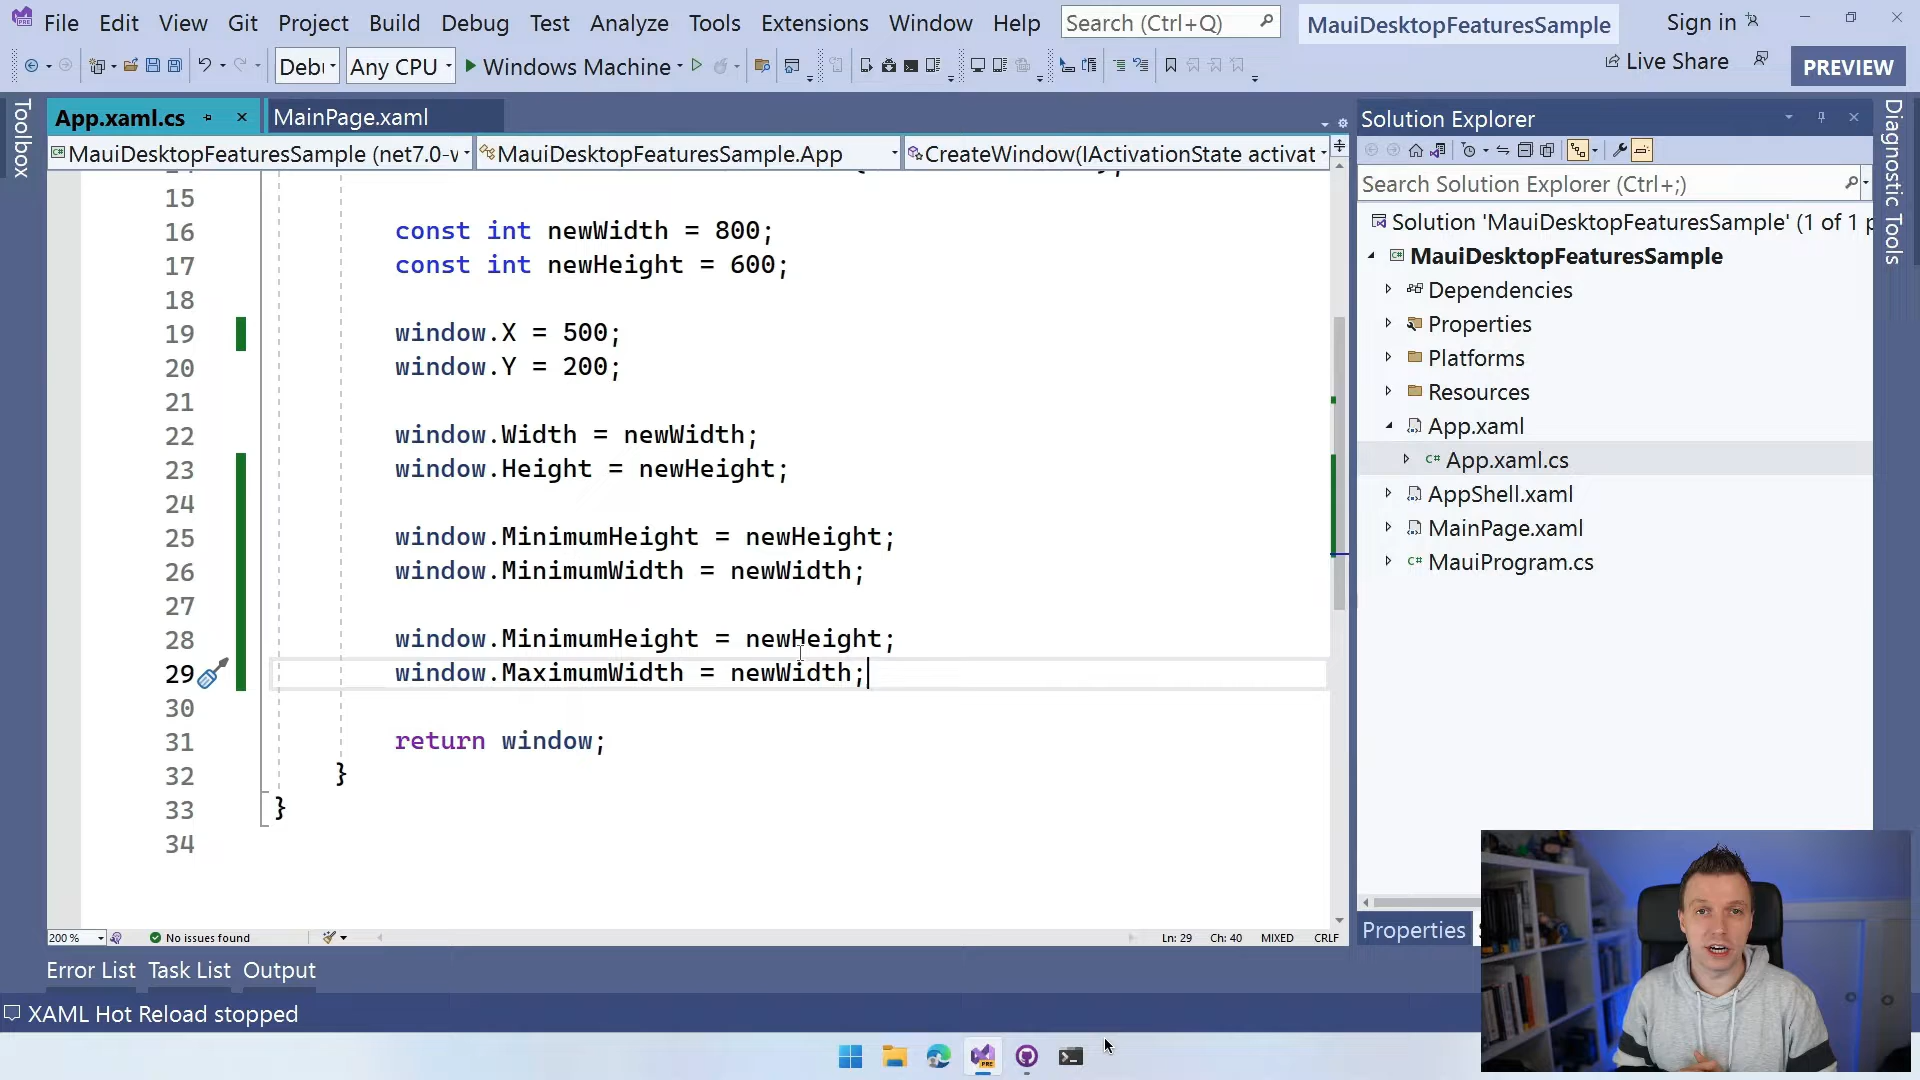 File Edit View Git Project Build Debug Test Analyze Tools Extensions Window Help Search (Ctrl+Q) MauiDesktopFeaturesSample Sign in
Debu Any CPU Windows Machine Live Share PREVIEW
Toolbox
App.xaml.cs MainPage.xaml
MauiDesktopFeaturesSample (net7.0-v MauiDesktopFeaturesSample.App CreateWindow(IActivationState activat
15
16 const int newWidth = 800;
17 const int newHeight = 600;
18
19 window.X = 500;
20 window.Y = 200;
21
22 window.Width = newWidth;
23 window.Height = newHeight;
24
25 window.MinimumHeight = newHeight;
26 window.MinimumWidth = newWidth;
27
28 window.MinimumHeight = newHeight;
29 window.MaximumWidth = newWidth;
30
31 return window;
32 }
33 }
34
200 % No issues found Ln: 29 Ch: 40 MIXED CRLF
Solution Explorer
Search Solution Explorer (Ctrl+;)
Solution 'MauiDesktopFeaturesSample' (1 of 1 p
MauiDesktopFeaturesSample
Dependencies
Properties
Platforms
Resources
App.xaml
C# App.xaml.cs
AppShell.xaml
MainPage.xaml
C# MauiProgram.cs
Properties
Diagnostic Tools
Error List Task List Output
XAML Hot Reload stopped
PRE